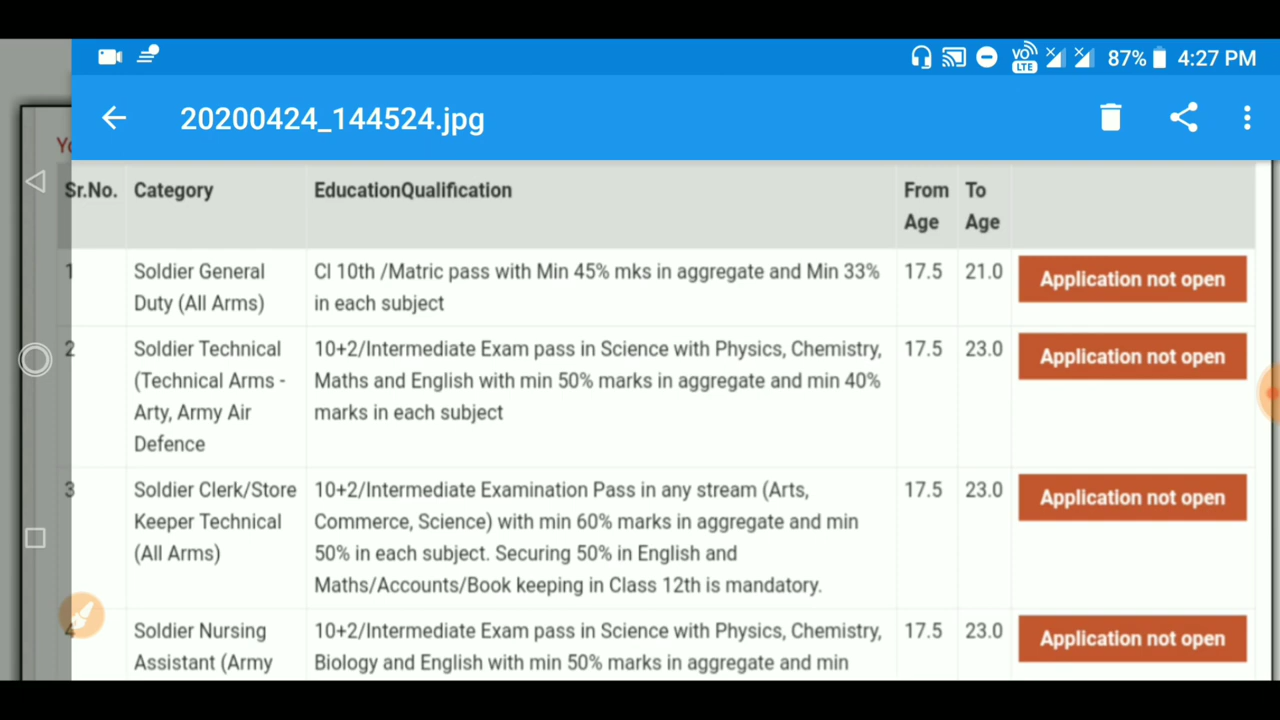 VO
LTE
87%
4:27 PM
20200424_144524.jpg
Sr.No.
Category
EducationQualification
From
Age
To
Age
1
Soldier General
Duty (All Arms)
Cl 10th /Matric pass with Min 45% mks in aggregate and Min 33%
in each subject
17.5
21.0
Application not open
2
Soldier Technical
(Technical Arms -
Arty, Army Air
Defence
10+2/Intermediate Exam pass in Science with Physics, Chemistry,
Maths and English with min 50% marks in aggregate and min 40%
marks in each subject
17.5
23.0
Application not open
3
Soldier Clerk/Store
Keeper Technical
(All Arms)
10+2/Intermediate Examination Pass in any stream (Arts,
Commerce, Science) with min 60% marks in aggregate and min
50% in each subject. Securing 50% in English and
Maths/Accounts/Book keeping in Class 12th is mandatory.
17.5
23.0
Application not open
4
Soldier Nursing
Assistant (Army
10+2/Intermediate Exam pass in Science with Physics, Chemistry,
Biology and English with min 50% marks in aggregate and min
17.5
23.0
Application not open